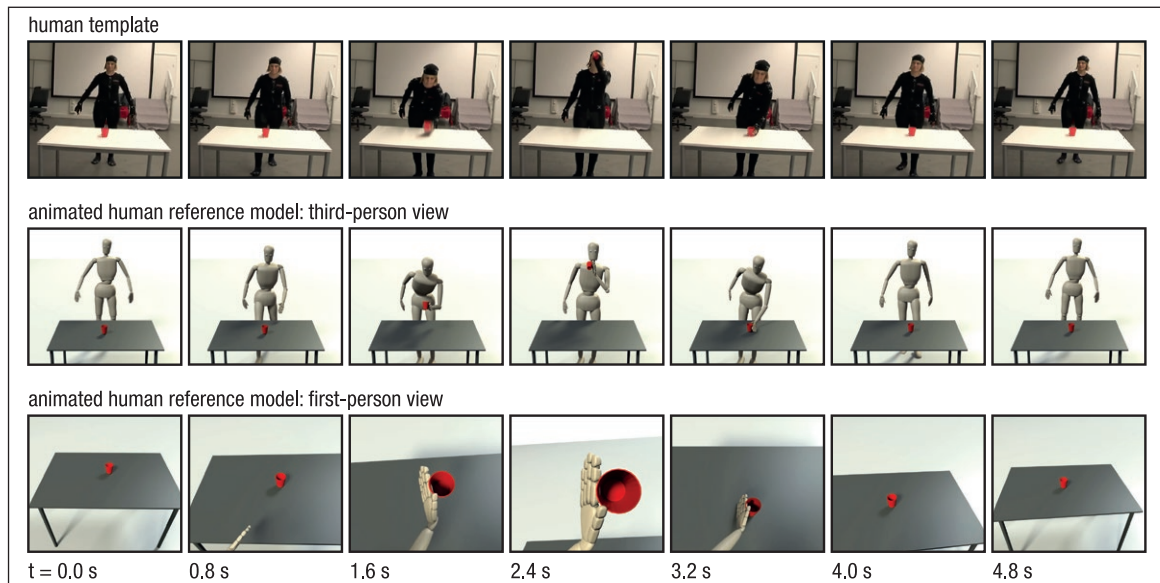 human template
animated human reference model: third-person view
animated human reference model: first-person view
t = 0.0 s 0.8 s 1.6 s 2.4 s 3.2 s 4.0 s 4.8 s